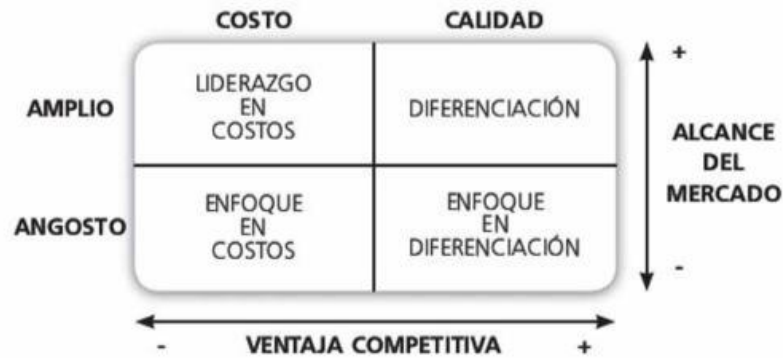 COSTO CALIDAD
+
AMPLIO
LIDERAZGO
EN
COSTOS
DIFERENCIACIÓN
ALCANCE
DEL
MERCADO
ANGOSTO
ENFOQUE
EN
COSTOS
ENFOQUE
EN
DIFERENCIACIÓN
-
- VENTAJA COMPETITIVA +